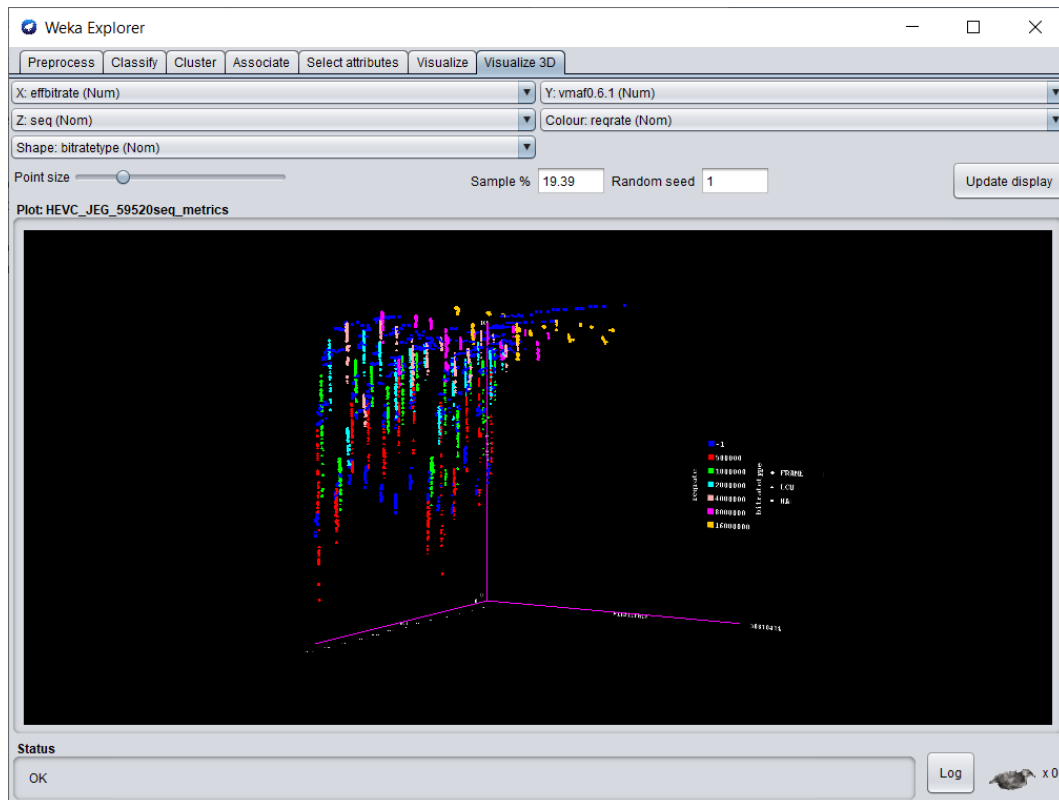 Weka Explorer
Preprocess Classify Cluster Associate Select attributes Visualize Visualize 3D
X: effbitrate (Num) Y: vmaf0.6.1 (Num)
Z: seq (Nom) Colour: reqrate (Nom)
Shape: bitratetype (Nom)
Point size Sample % 19.39 Random seed 1 Update display
Plot: HEVC_JEG_59520seq_metrics
reqrate
-1
500000
1000000
2000000
4000000
8000000
16000000
bitratetype
FRAME
LCU
NA
Status
OK Log x 0